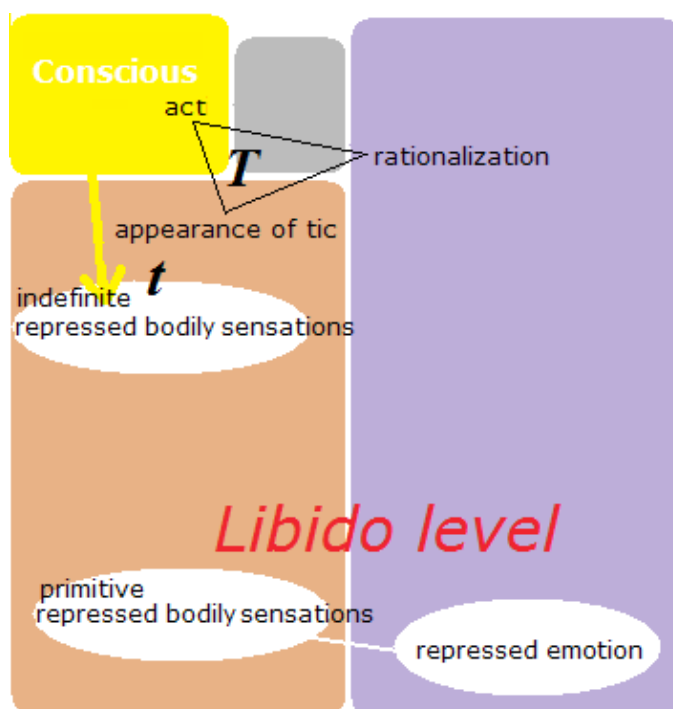 Conscious
act
T
rationalization
appearance of tic
t
indefinite
repressed bodily sensations
Libido level
primitive
repressed bodily sensations
repressed emotion